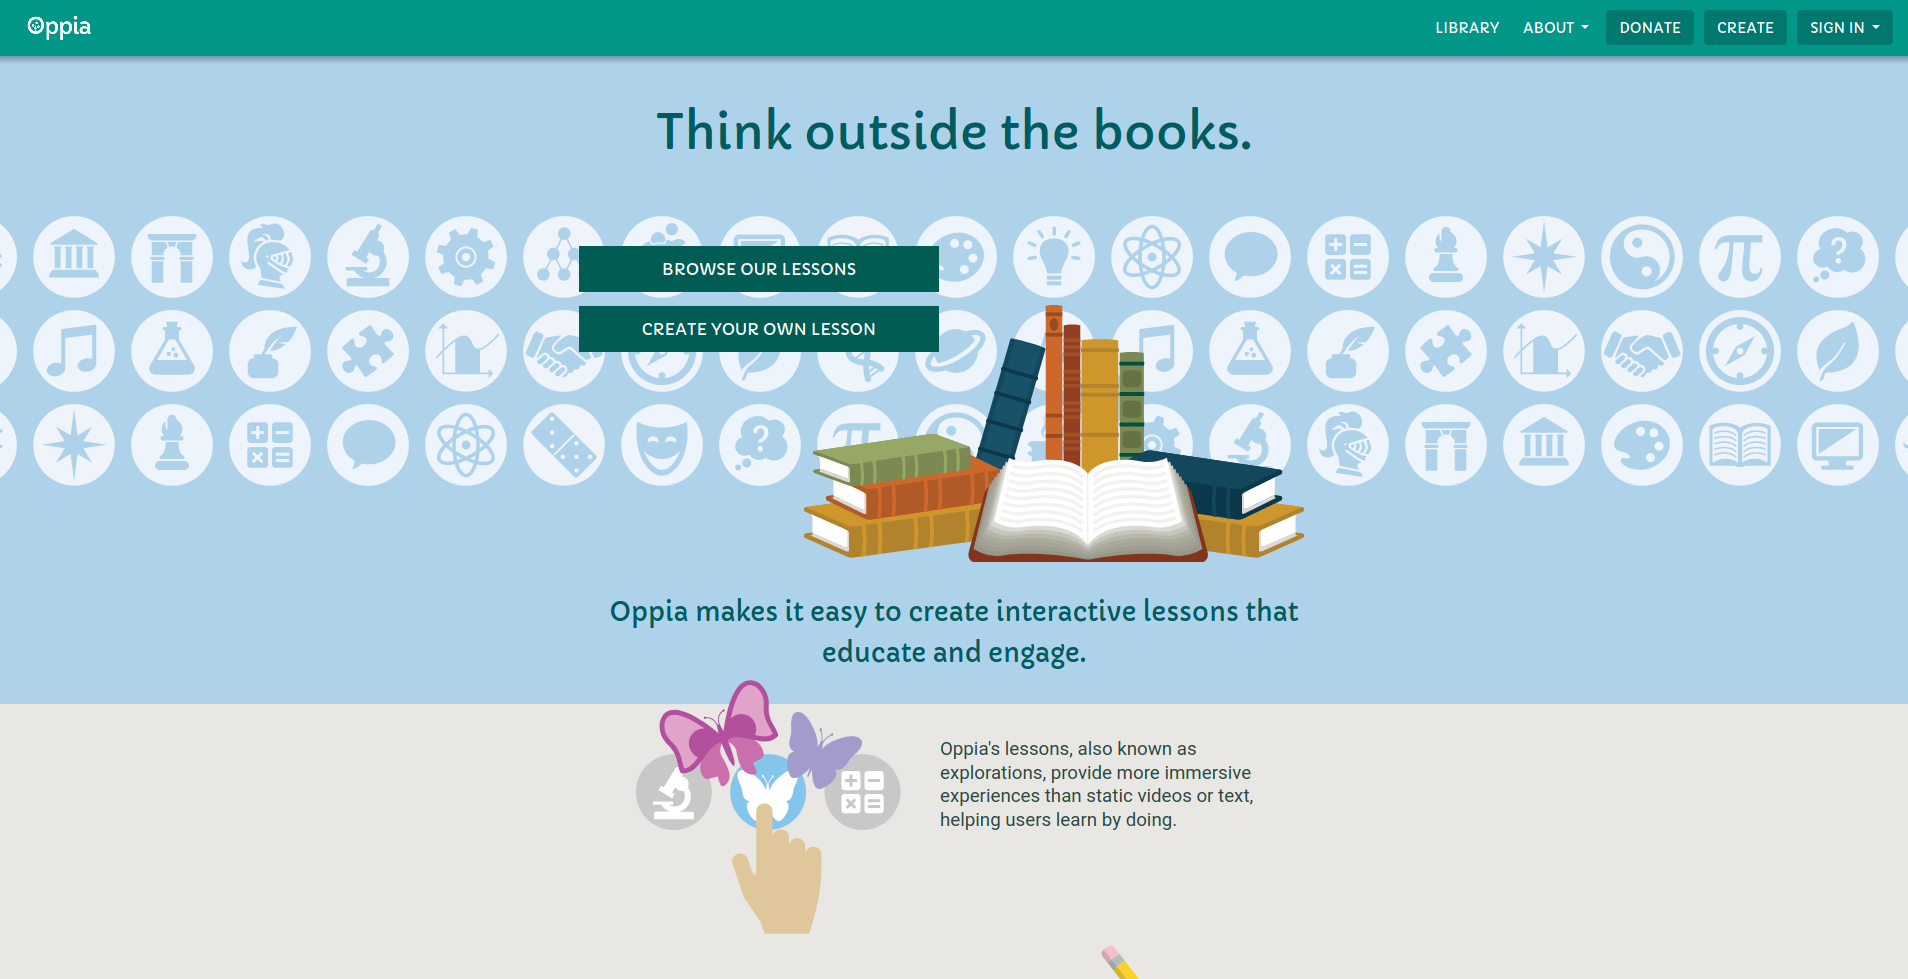 Oppia
LIBRARY
ABOUT
DONATE
CREATE
SIGN IN
Think outside the books.
BROWSE OUR LESSONS
CREATE YOUR OWN LESSON
Oppia makes it easy to create interactive lessons that
educate and engage.
Oppia's lessons, also known as
explorations, provide more immersive
experiences than static videos or text,
helping users learn by doing.